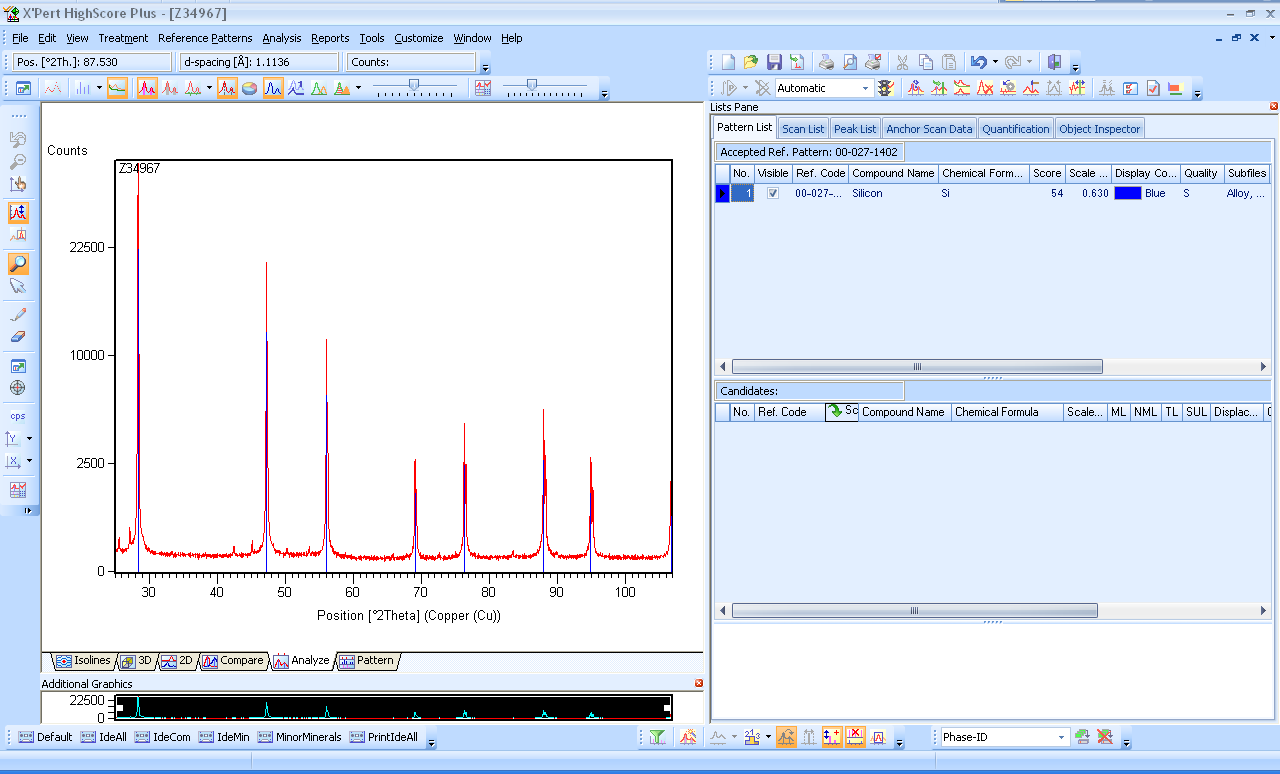 X'Pert HighScore Plus - [Z34967]
File Edit View Treatment Reference Patterns Analysis Reports Tools Customize Window Help
Pos. [°2Th.]: 87.530 d-spacing [Å]: 1.1136 Counts:
Automatic
Lists Pane
Pattern List Scan List Peak List Anchor Scan Data Quantification Object Inspector
Accepted Ref. Pattern: 00-027-1402
No. Visible Ref. Code Compound Name Chemical Form... Score Scale ... Display Co... Quality Subfiles
1 00-027-... Silicon Si 54 0.630 Blue S Alloy, ...
Candidates:
No. Ref. Code Sc Compound Name Chemical Formula Scale... ML NML TL SUL Displac...
Counts
Z34967
22500
10000
2500
0
30 40 50 60 70 80 90 100
Position [°2Theta] (Copper (Cu))
cps
Y
X
Isolines 3D 2D Compare Analyze Pattern
Additional Graphics
22500
0
Default IdeAll IdeCom IdeMin MinorMinerals PrintIdeAll
Phase-ID